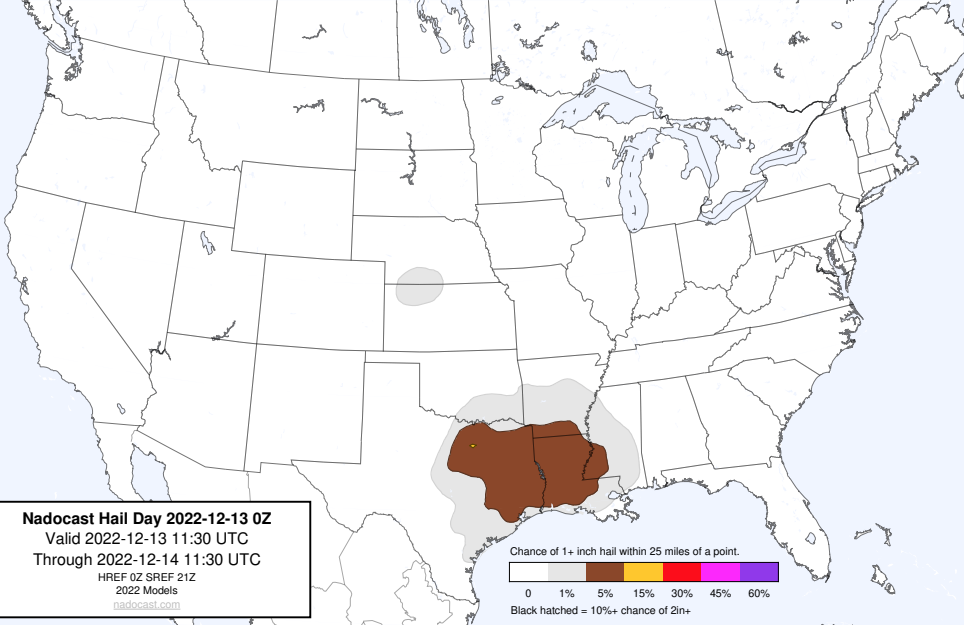 Nadocast Hail Day 2022-12-13 0Z
Valid 2022-12-13 11:30 UTC
Through 2022-12-14 11:30 UTC
HREF 0Z SREF 21Z
2022 Models
nadocast.com
Chance of 1+ inch hail within 25 miles of a point.
0 1% 5% 15% 30% 45% 60%
Black hatched = 10%+ chance of 2in+